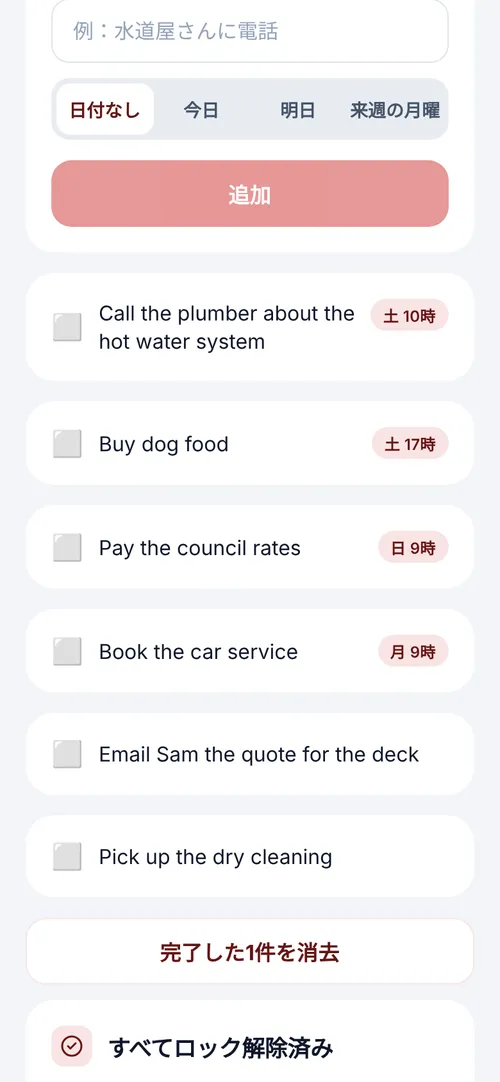 例：水道屋さんに電話
日付なし 今日 明日 来週の月曜
追加
Call the plumber about the 土 10時
hot water system
Buy dog food 土 17時
Pay the council rates 日 9時
Book the car service 月 9時
Email Sam the quote for the deck
Pick up the dry cleaning
完了した1件を消去
すべてロック解除済み